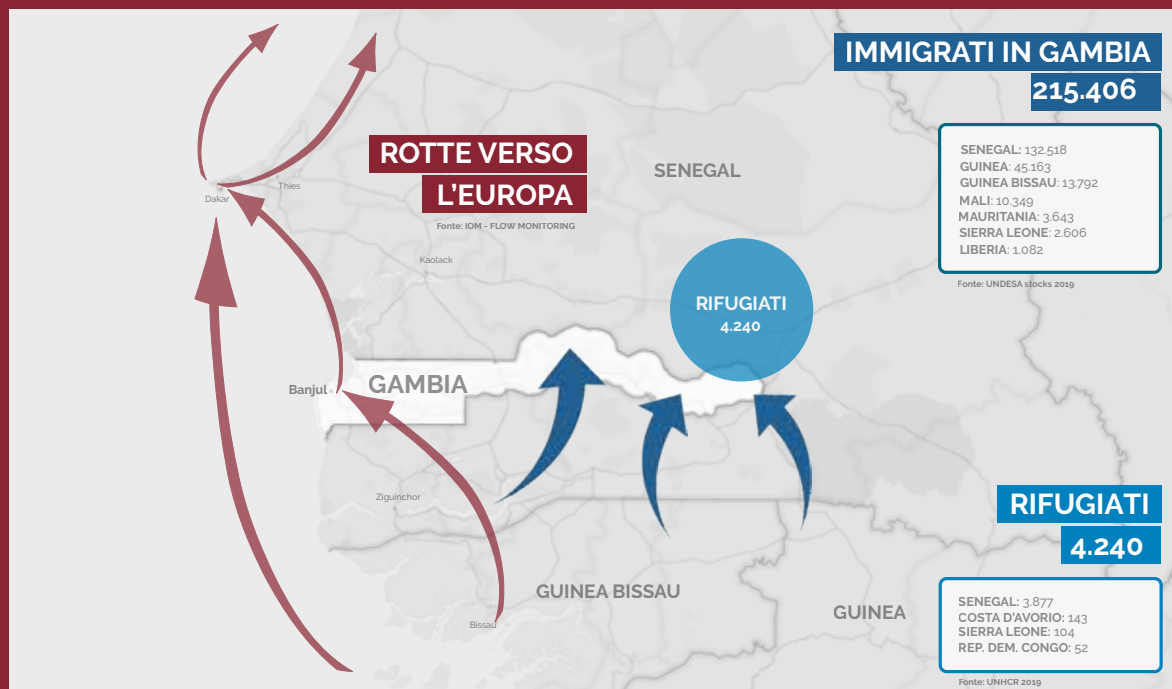 IMMIGRATI IN GAMBIA
215.406
SENEGAL: 132.518
GUINEA: 45.163
GUINEA BISSAU: 13.792
MALI: 10.349
MAURITANIA: 3.643
SIERRA LEONE: 2.606
LIBERIA: 1.082
Fonte: UNDESA stocks 2019
ROTTE VERSO
L'EUROPA
Fonte: IOM - FLOW MONITORING
SENEGAL
Thies
Dakar
Kaolack
RIFUGIATI
4.240
Banjul
GAMBIA
Ziguinchor
GUINEA BISSAU
GUINEA
Bissau
RIFUGIATI
4.240
SENEGAL: 3.877
COSTA D'AVORIO: 143
SIERRA LEONE: 104
REP. DEM. CONGO: 52
Fonte: UNHCR 2019